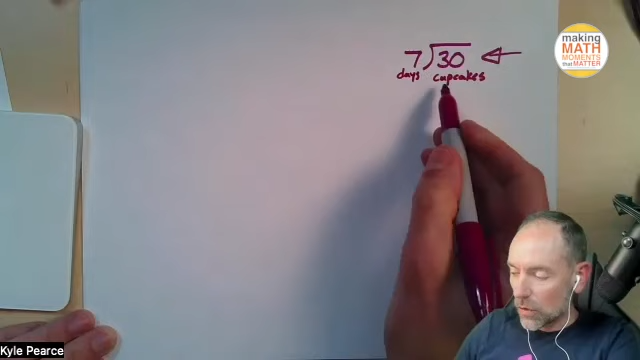 making
MATH
MOMENTS
that MATTER
7 30
days cupcakes
Kyle Pearce